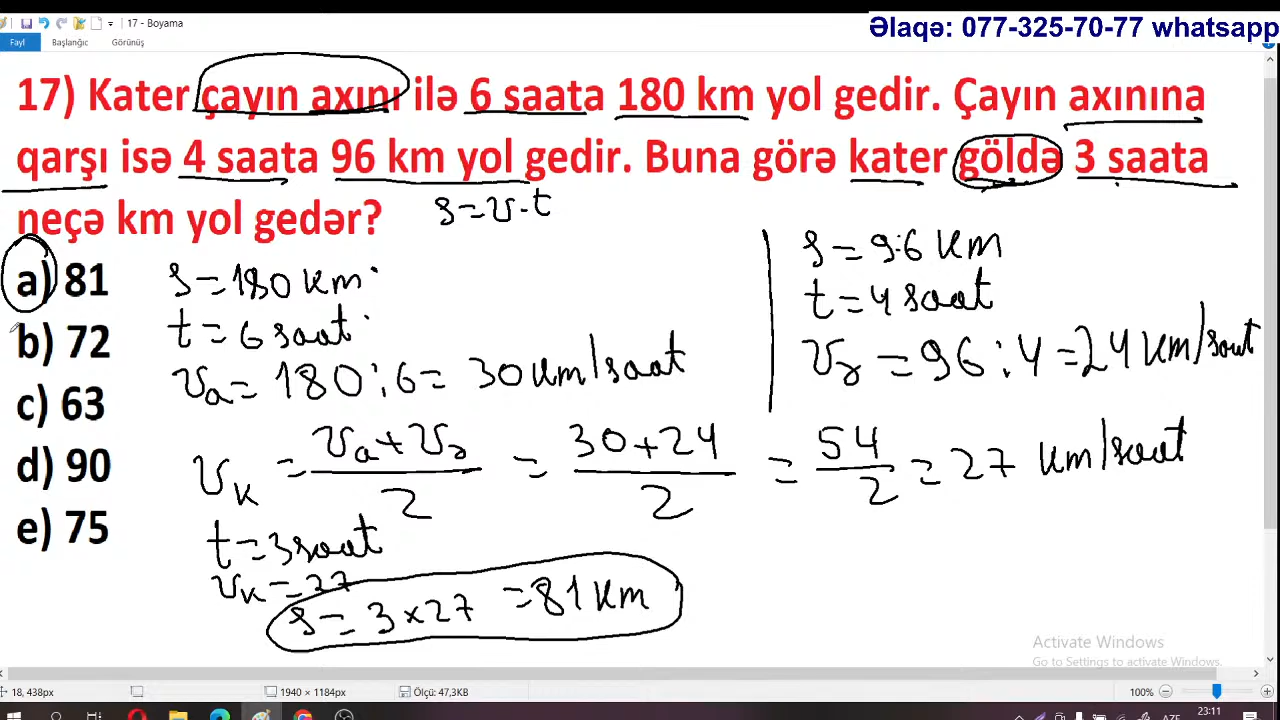 17 - Boyama
Əlaqə: 077-325-70-77 whatsapp
Fayl Başlanğıc Görünüş
17) Kater çayın axını ilə 6 saata 180 km yol gedir. Çayın axınına
qarşı isə 4 saata 96 km yol gedir. Buna görə kater göldə 3 saata
neçə km yol gedər?
s=v·t
a) 81
b) 72
c) 63
d) 90
e) 75
s=180 km
t=6 saat
va=180:6=30 km/saat
s=96 km
t=4 saat
və=96:4=24 km/saat
vk = va+və/2 = 30+24/2 = 54/2 = 27 km/saat
t=3 saat
vk=27
s=3×27=81 km
Activate Windows
Go to Settings to activate Windows.
18, 438px 1940 × 1184px Ölçü: 47,3KB 100%
AZE 23:11